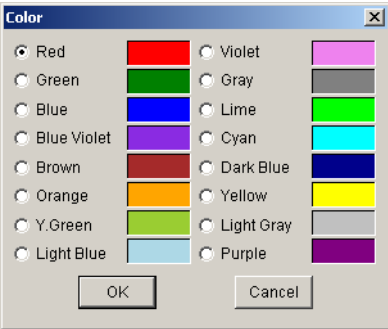 Color
Red Violet
Green Gray
Blue Lime
Blue Violet Cyan
Brown Dark Blue
Orange Yellow
Y.Green Light Gray
Light Blue Purple
OK Cancel